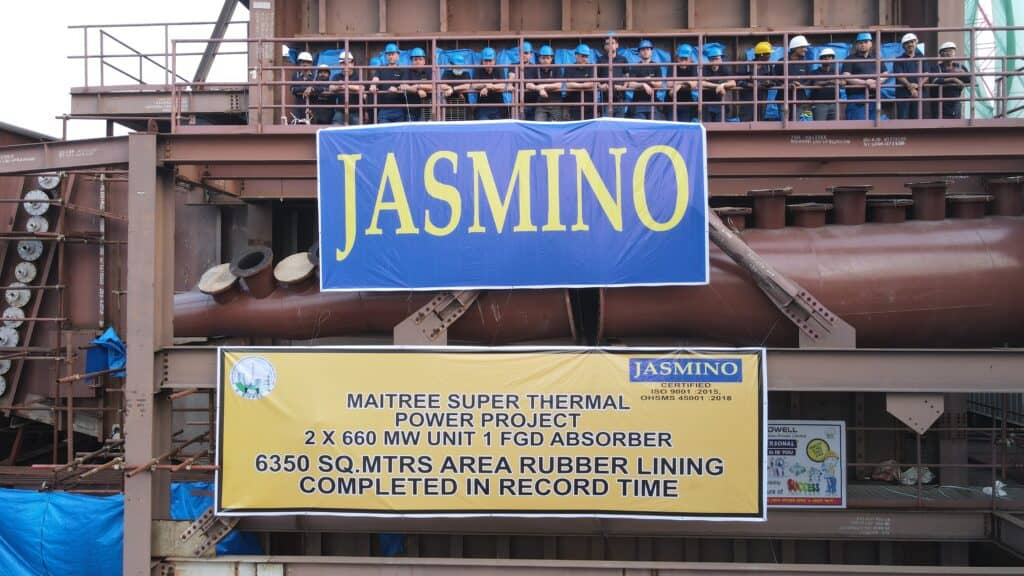 JASMINO
JASMINO
CERTIFIED
ISO 9001 :2015,
OHSMS 45001 :2018
MAITREE SUPER THERMAL
POWER PROJECT
2 X 660 MW UNIT 1 FGD ABSORBER
6350 SQ.MTRS AREA RUBBER LINING
COMPLETED IN RECORD TIME
SUCCESS